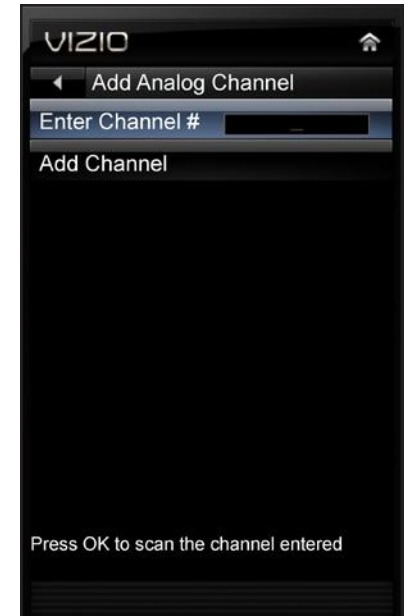 VIZIO
Add Analog Channel
Enter Channel # _
Add Channel
Press OK to scan the channel entered